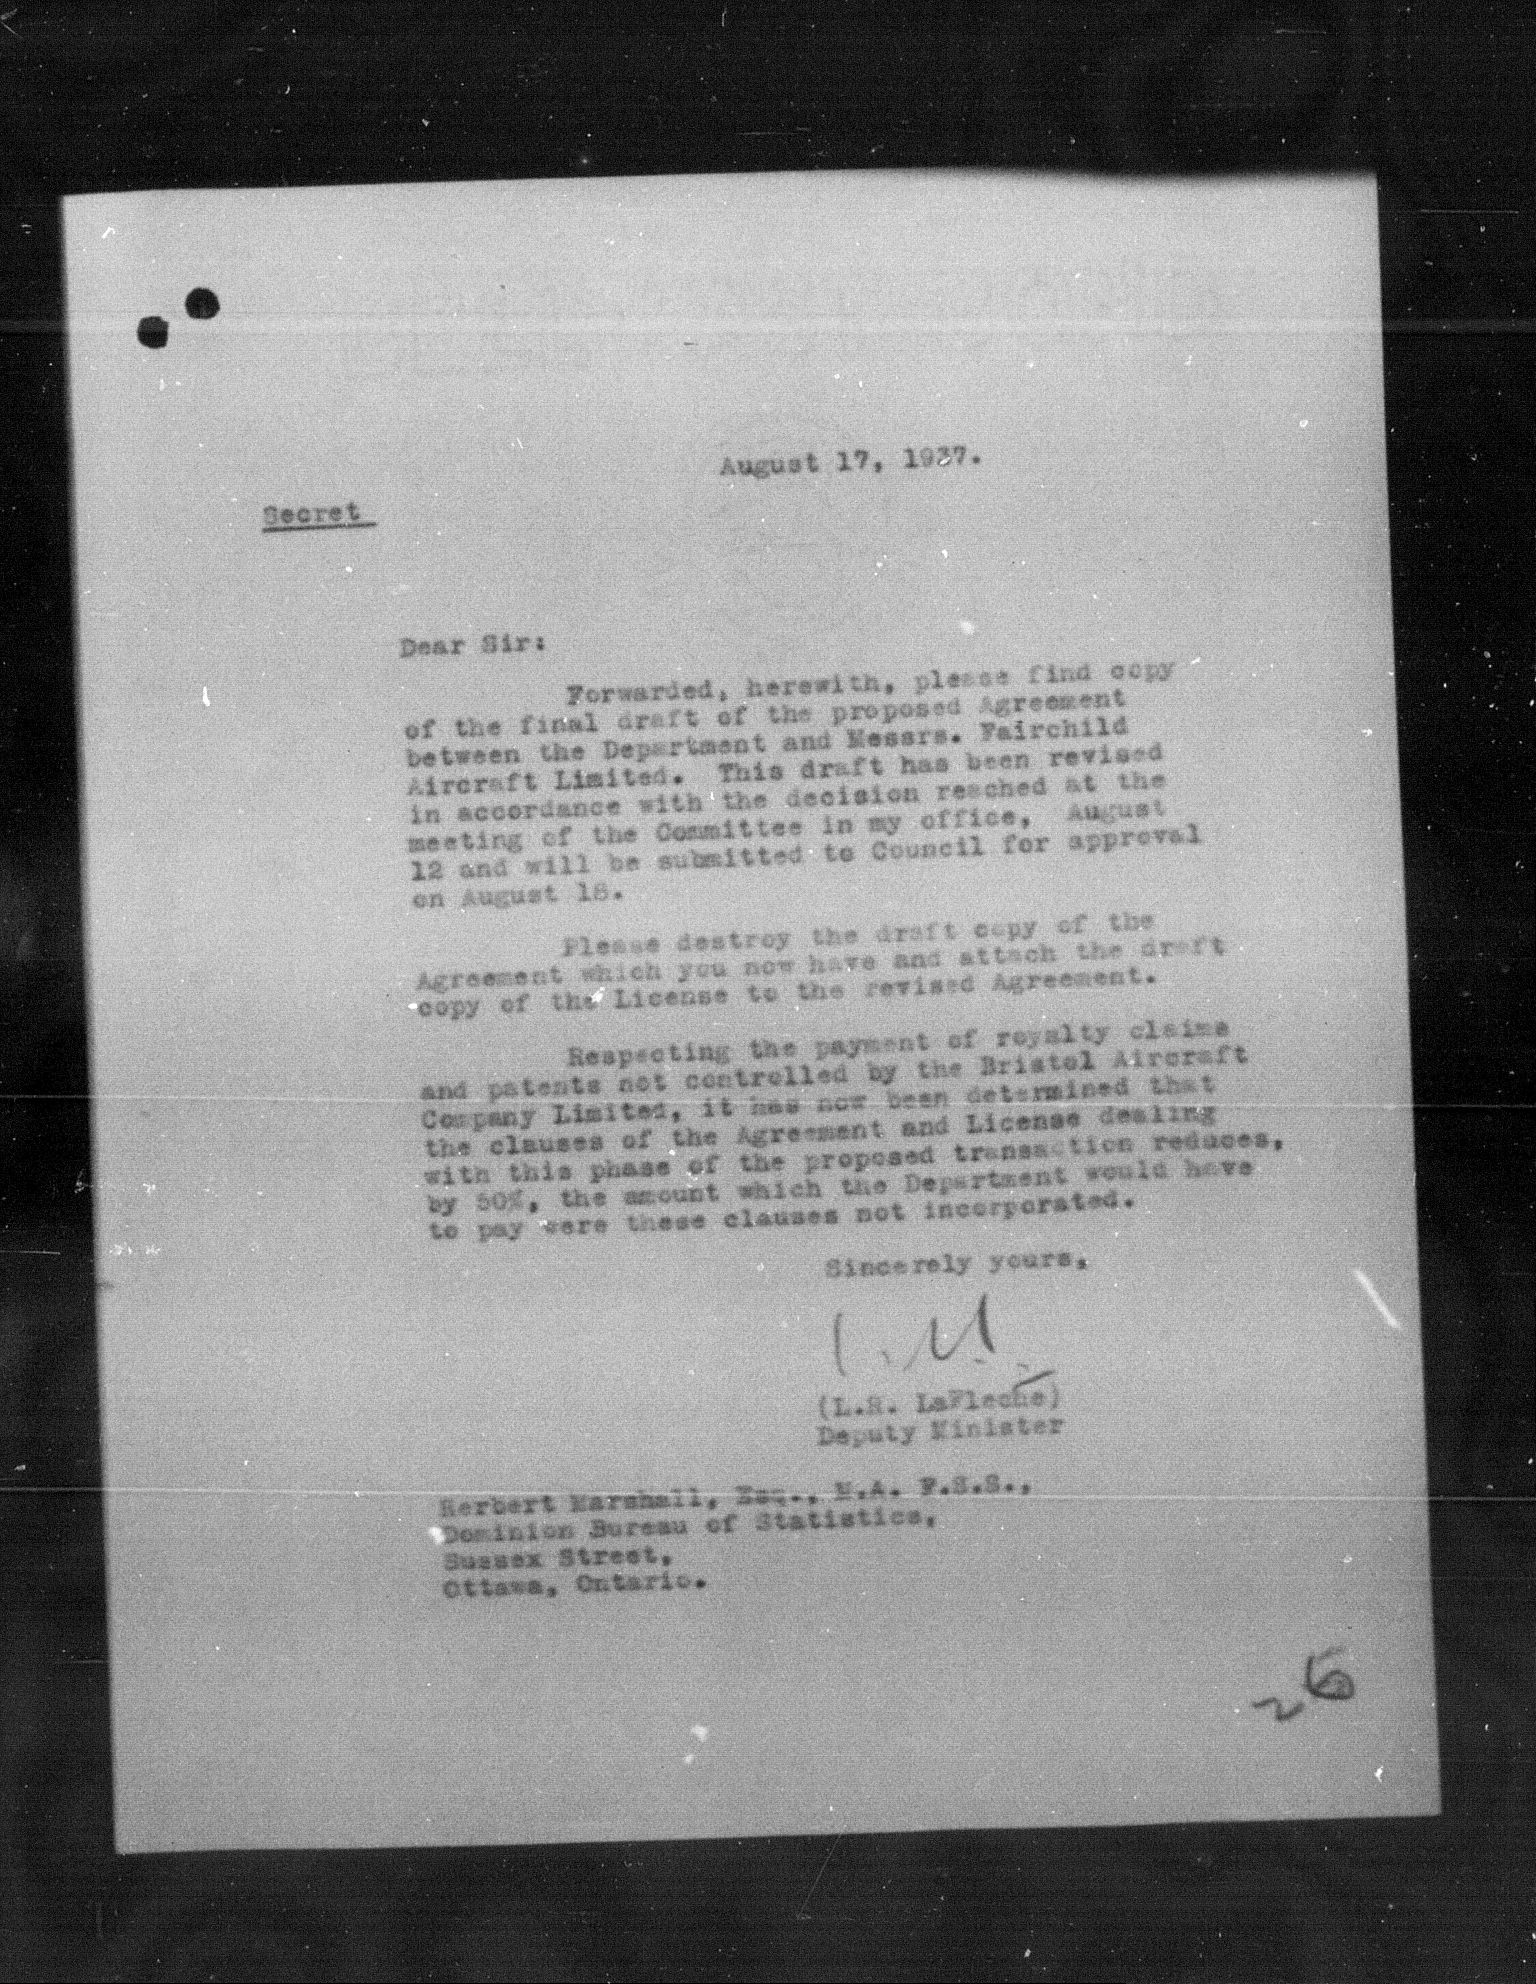 August 17, 1937.
Secret
Dear Sir:
Forwarded, herewith, please find copy
of the final draft of the proposed Agreement
between the Department and Messrs. Fairchild
Aircraft Limited. This draft has been revised
in accordance with the decision reached at the
meeting of the Committee in my office, August
12 and will be submitted to Council for approval
on August 18.
Please destroy the draft copy of the
Agreement which you now have and attach the draft
copy of the License to the revised Agreement.
Respecting the payment of royalty claims
and patents not controlled by the Bristol Aircraft
Company Limited, it has now been determined that
the clauses of the Agreement and License dealing
with this phase of the proposed transaction reduces,
by 50%, the amount which the Department would have
to pay were these clauses not incorporated.
Sincerely yours,
(L.R. LaFleche)
Deputy Minister
Herbert Marshall, Esq., M.A. F.S.S.,
Dominion Bureau of Statistics,
Sussex Street,
Ottawa, Ontario.
26